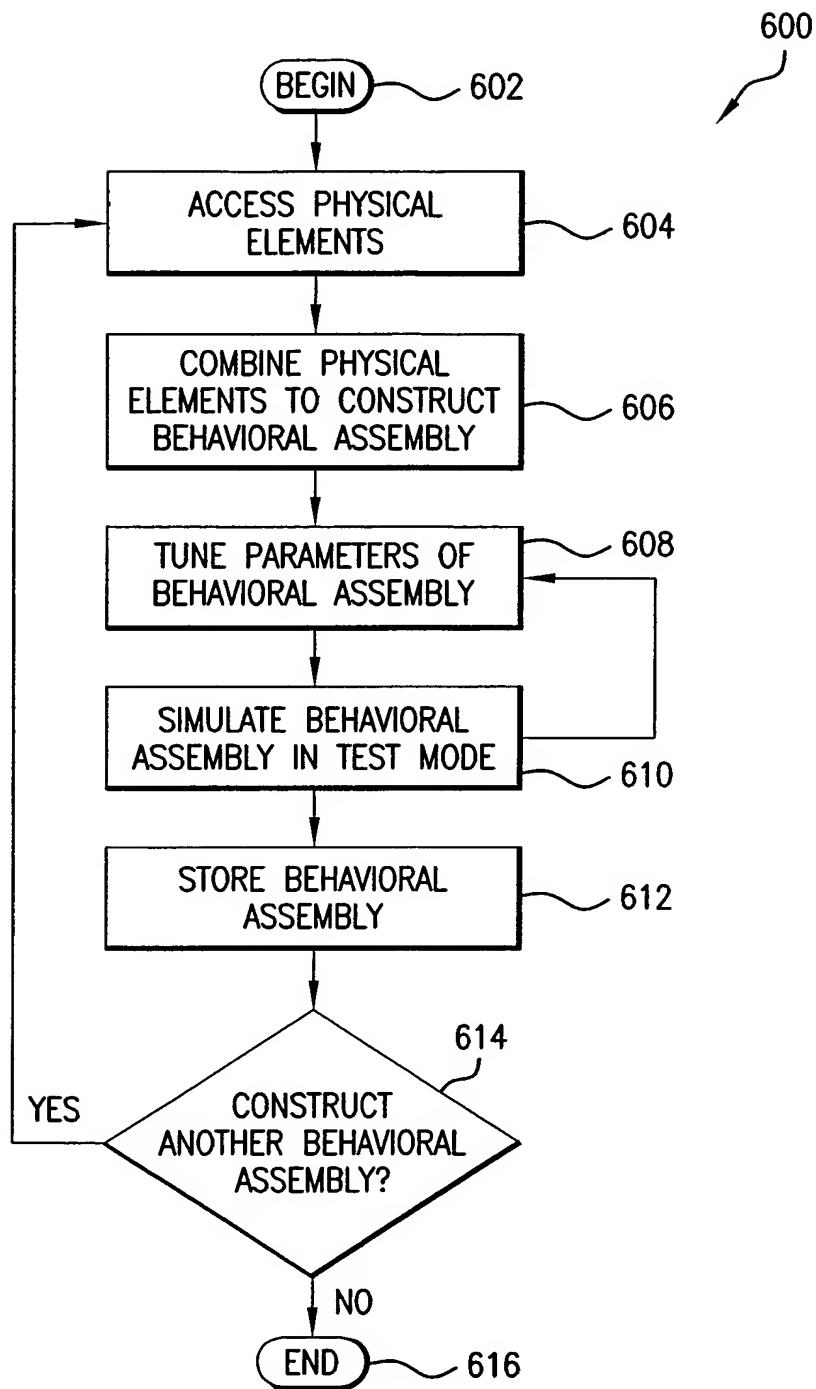 600
BEGIN
602
ACCESS PHYSICAL
ELEMENTS
604
COMBINE PHYSICAL
ELEMENTS TO CONSTRUCT
BEHAVIORAL ASSEMBLY
606
TUNE PARAMETERS OF
BEHAVIORAL ASSEMBLY
608
SIMULATE BEHAVIORAL
ASSEMBLY IN TEST MODE
610
STORE BEHAVIORAL
ASSEMBLY
612
614
YES
CONSTRUCT
ANOTHER BEHAVIORAL
ASSEMBLY?
NO
END
616